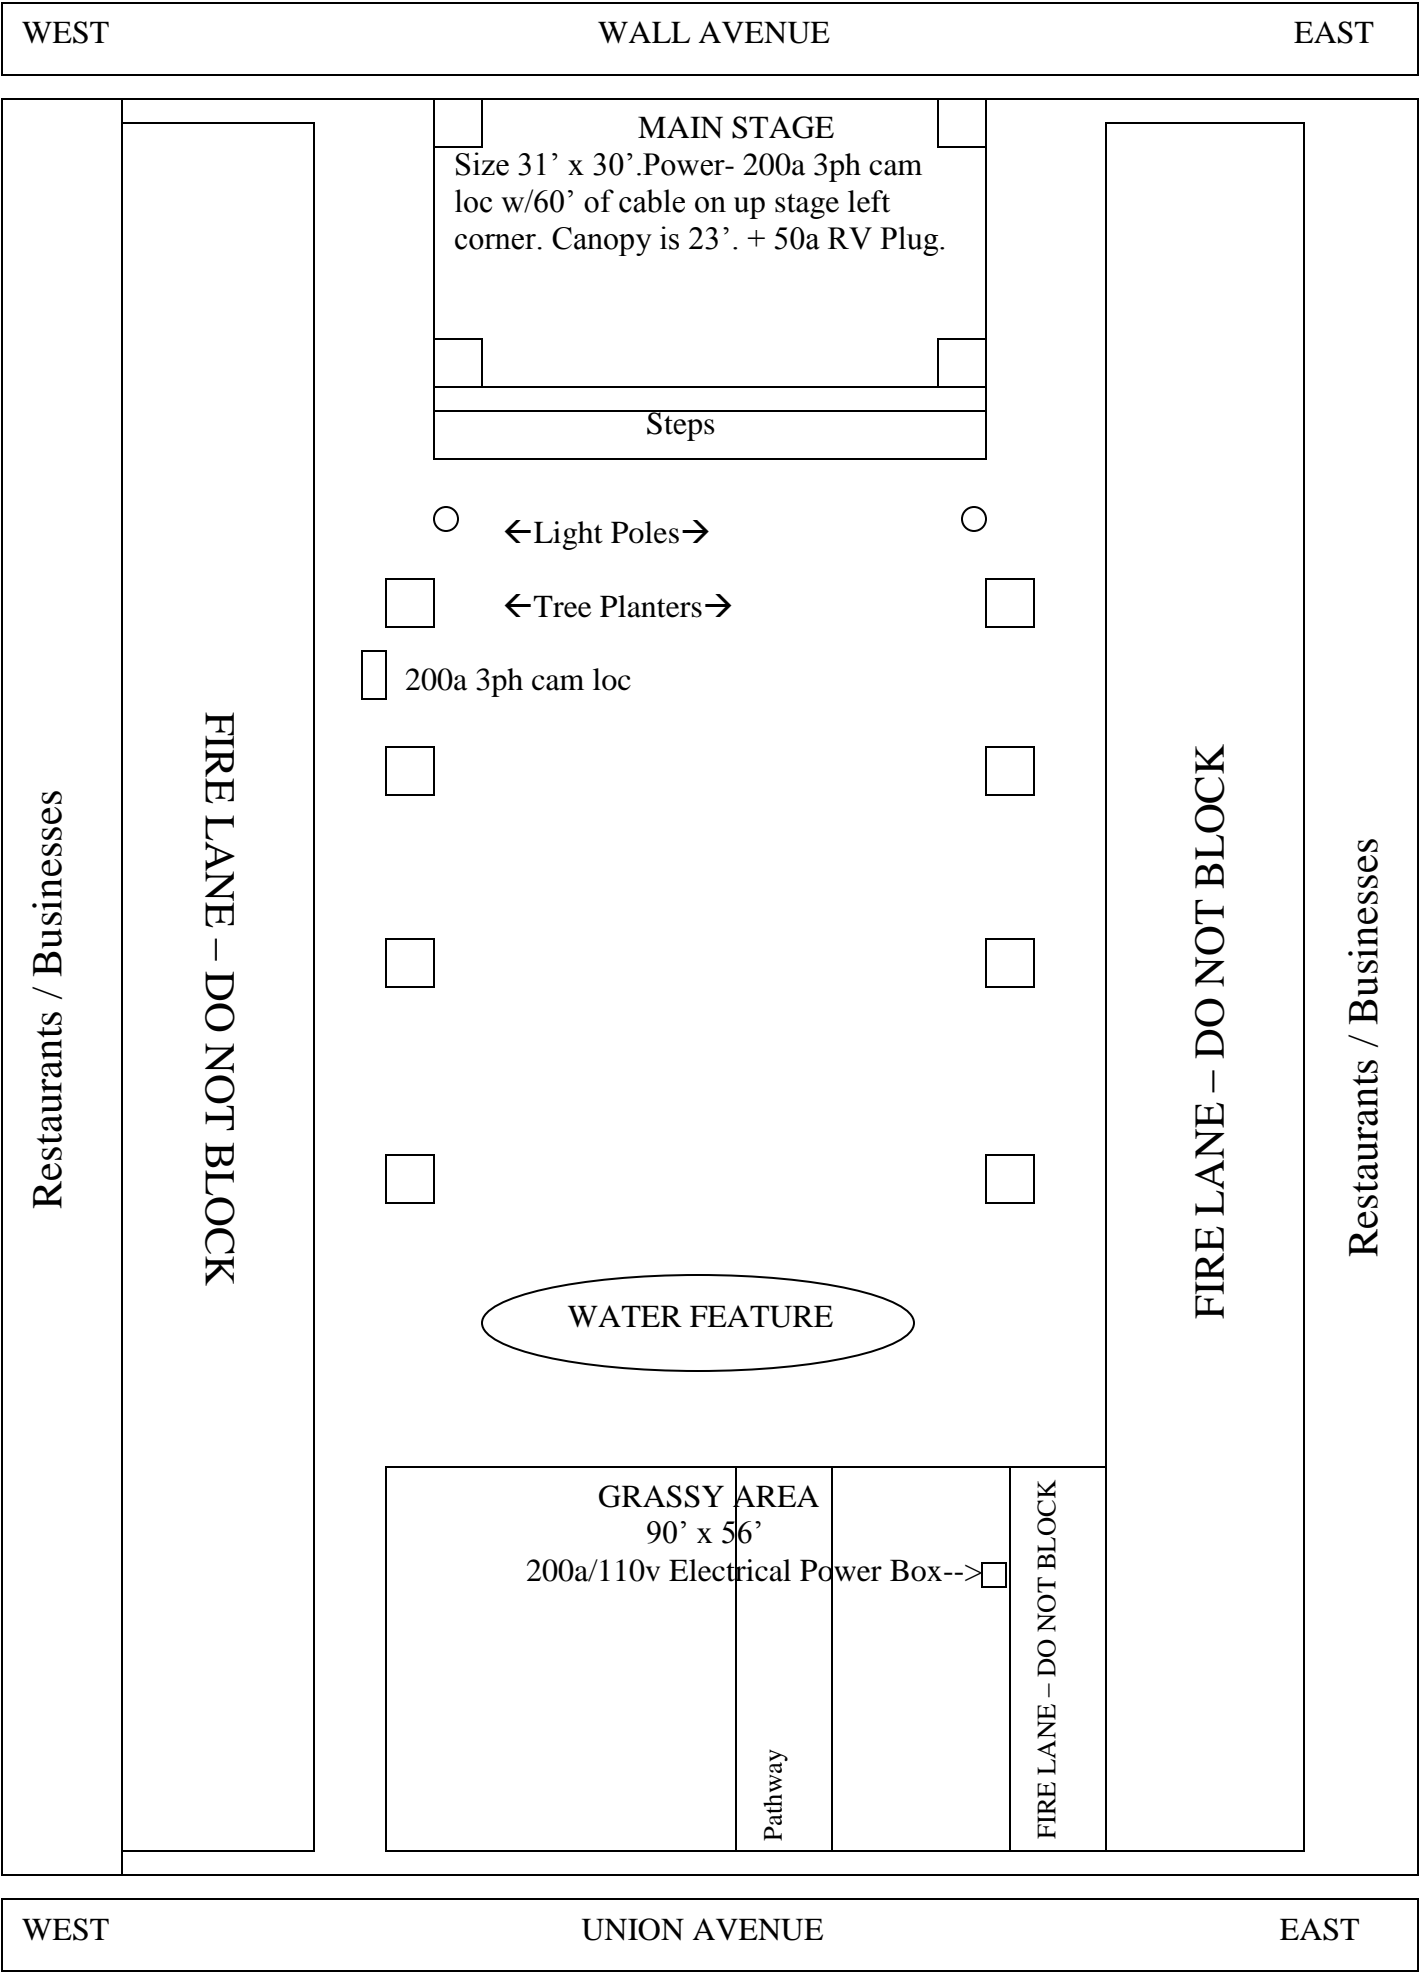 WEST WALL AVENUE EAST
MAIN STAGE
Size 31’ x 30’.Power- 200a 3ph cam
loc w/60’ of cable on up stage left
corner. Canopy is 23’. + 50a RV Plug.
Steps
←Light Poles→
←Tree Planters→
200a 3ph cam loc
Restaurants / Businesses
FIRE LANE – DO NOT BLOCK
FIRE LANE – DO NOT BLOCK
Restaurants / Businesses
WATER FEATURE
GRASSY AREA
90’ x 56’
200a/110v Electrical Power Box-->
Pathway
FIRE LANE – DO NOT BLOCK
WEST UNION AVENUE EAST